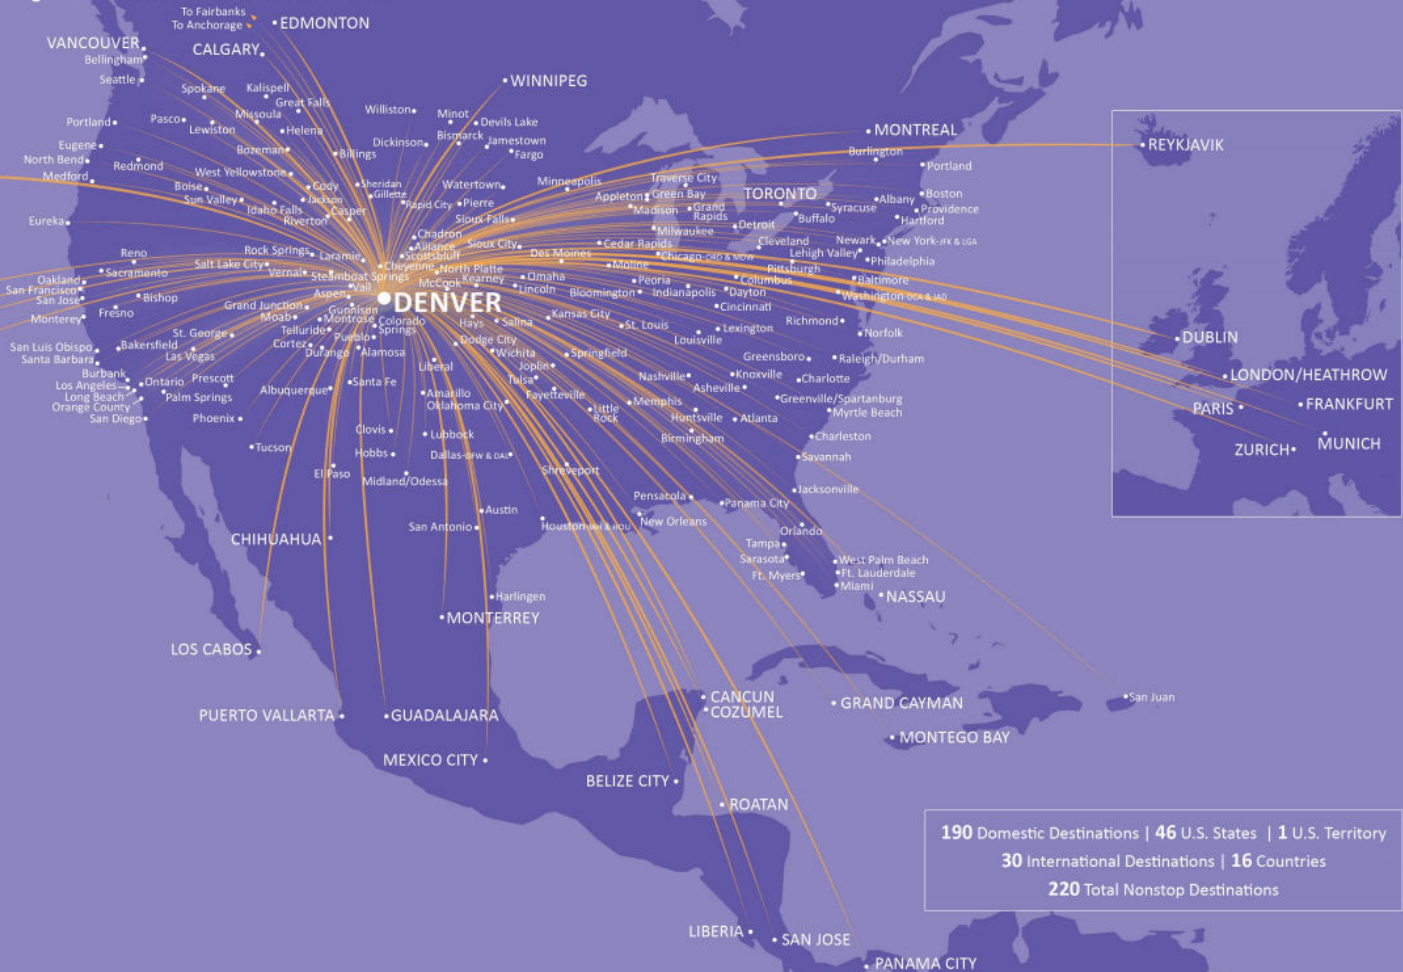 To Fairbanks
To Anchorage
EDMONTON
VANCOUVER
CALGARY
Bellingham
Seattle
WINNIPEG
Spokane
Kalispell
Great Falls
Missoula
Williston
Minot
Devils Lake
Portland
Pasco
Lewiston
Helena
Dickinson
Bismarck
Jamestown
Fargo
MONTREAL
Burlington
REYKJAVIK
Eugene
North Bend
Redmond
Bozeman
Billings
Medford
West Yellowstone
Portland
Boise
Sun Valley
Cody
Jackson
Sheridan
Gillette
Watertown
Minneapolis
Traverse City
Appleton
Green Bay
TORONTO
Boston
Idaho Falls
Riverton
Casper
Rapid City
Pierre
Sioux Falls
Madison
Grand
Rapids
Syracuse
Albany
Providence
Hartford
Buffalo
Eureka
Chadron
Alliance
Scottsbluff
Sioux City
Milwaukee
Detroit
Cedar Rapids
Cleveland
Newark
New York-JFK & LGA
Reno
Rock Springs
Laramie
Des Moines
Chicago-ORD & MDW
Lehigh Valley
Philadelphia
Salt Lake City
Vernal
Cheyenne
North Platte
Moline
Pittsburgh
Sacramento
Steamboat Springs
Oakland
San Francisco
San Jose
Vail
Aspen
McCook
Kearney
Omaha
Lincoln
Peoria
Bloomington
Indianapolis
Columbus
Dayton
Baltimore
Washington-DCA & IAD
Bishop
Grand Junction
Gunnison
DENVER
Monterey
Fresno
Moab
Montrose
Colorado
Springs
Hays
Salina
Kansas City
Cincinnati
Richmond
St. George
Telluride
Pueblo
St. Louis
Lexington
Louisville
Norfolk
DUBLIN
San Luis Obispo
Bakersfield
Las Vegas
Cortez
Durango
Alamosa
Dodge City
Wichita
Springfield
Greensboro
Raleigh/Durham
Santa Barbara
Liberal
Joplin
Burbank
Los Angeles
Long Beach
Orange County
San Diego
Ontario
Palm Springs
Prescott
Albuquerque
Santa Fe
Tulsa
Fayetteville
Nashville
Knoxville
Asheville
Charlotte
LONDON/HEATHROW
Amarillo
Oklahoma City
Little
Rock
Memphis
Huntsville
Greenville/Spartanburg
Myrtle Beach
PARIS
FRANKFURT
Phoenix
Atlanta
Clovis
Lubbock
Birmingham
Charleston
ZURICH
MUNICH
Tucson
Hobbs
Dallas-DFW & DAL
Savannah
El Paso
Midland/Odessa
Shreveport
Jacksonville
Pensacola
Panama City
Austin
San Antonio
Houston-IAH & HOU
New Orleans
Orlando
CHIHUAHUA
Tampa
Sarasota
Ft. Myers
West Palm Beach
Ft. Lauderdale
Miami
NASSAU
Harlingen
MONTERREY
LOS CABOS
CANCUN
COZUMEL
GRAND CAYMAN
San Juan
PUERTO VALLARTA
GUADALAJARA
MONTEGO BAY
MEXICO CITY
BELIZE CITY
ROATAN
190 Domestic Destinations | 46 U.S. States | 1 U.S. Territory
30 International Destinations | 16 Countries
220 Total Nonstop Destinations
LIBERIA
SAN JOSE
PANAMA CITY